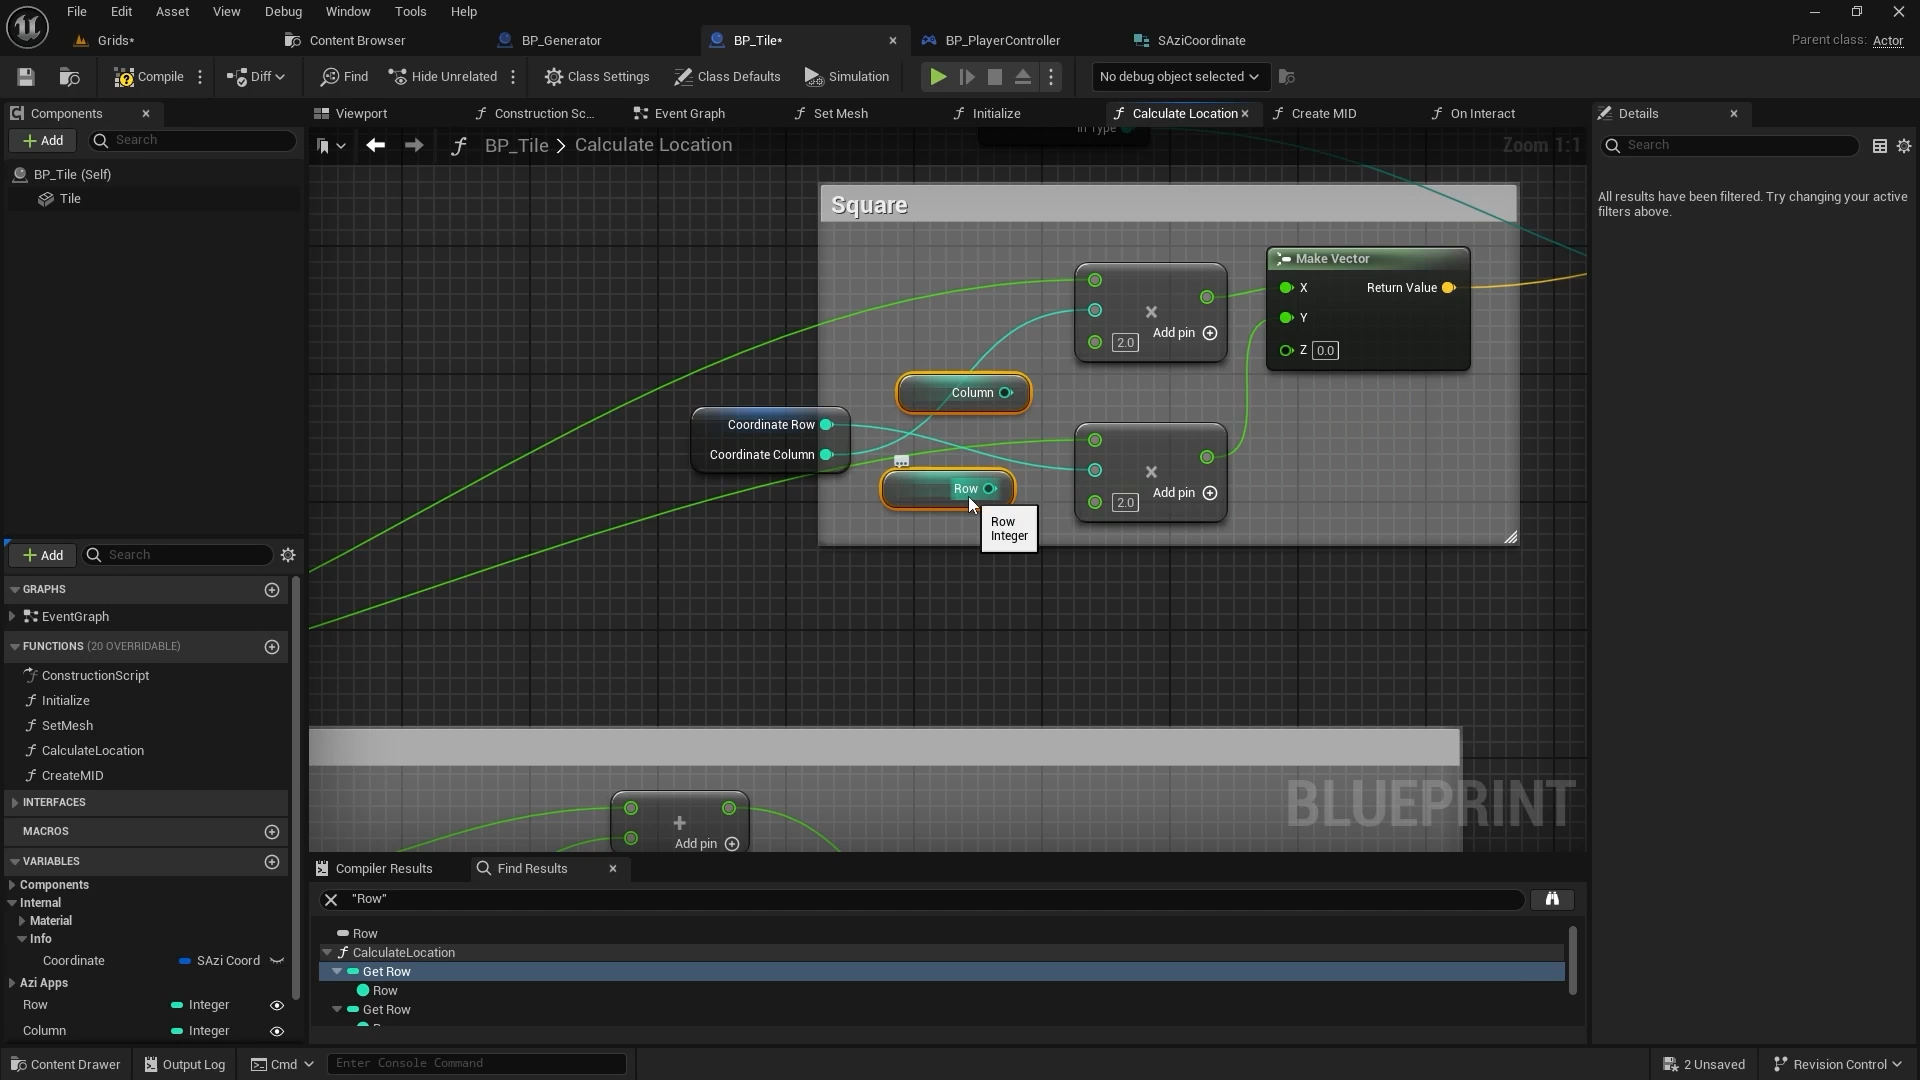 File Edit Asset View Debug Window Tools Help
Grids*
Content Browser
BP_Generator
BP_Tile*
BP_PlayerController
SAziCoordinate
Parent class: Actor
Compile
Diff
Find
Hide Unrelated
Class Settings
Class Defaults
Simulation
No debug object selected
Components
Viewport
Construction Sc...
Event Graph
Set Mesh
Initialize
Calculate Location
Create MID
On Interact
Details
Add
Search
BP_Tile > Calculate Location
Zoom 1:1
Search
BP_Tile (Self)
Tile
All results have been filtered. Try changing your active
filters above.
In Type
Square
Make Vector
X
Return Value
Y
Z 0.0
Add pin
2.0
Column
Coordinate Row
Coordinate Column
Row
Add pin
2.0
Row
Integer
Add
Search
GRAPHS
EventGraph
FUNCTIONS (20 OVERRIDABLE)
ConstructionScript
Initialize
SetMesh
CalculateLocation
CreateMID
INTERFACES
MACROS
VARIABLES
Components
Internal
Material
Info
Coordinate SAzi Coord
Azi Apps
Row Integer
Column Integer
Add pin
BLUEPRINT
Compiler Results
Find Results
"Row"
Row
CalculateLocation
Get Row
Row
Get Row
Content Drawer
Output Log
Cmd
Enter Console Command
2 Unsaved
Revision Control